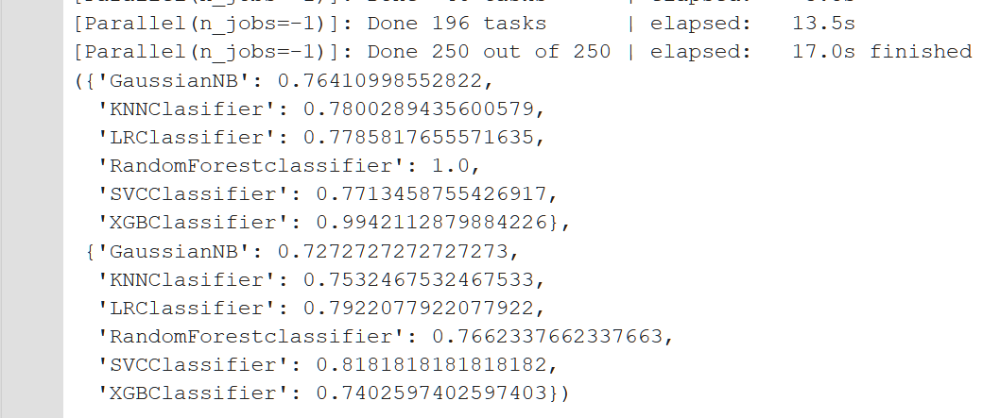 [Parallel(n_jobs=-1)]: Done 196 tasks | elapsed: 13.5s
[Parallel(n_jobs=-1)]: Done 250 out of 250 | elapsed: 17.0s finished
({'GaussianNB': 0.76410998552822,
'KNNClasifier': 0.7800289435600579,
'LRClassifier': 0.7785817655571635,
'RandomForestclassifier': 1.0,
'SVCClassifier': 0.7713458755426917,
'XGBClassifier': 0.9942112879884226},
{'GaussianNB': 0.7272727272727273,
'KNNClasifier': 0.7532467532467533,
'LRClassifier': 0.7922077922077922,
'RandomForestclassifier': 0.7662337662337663,
'SVCClassifier': 0.8181818181818182,
'XGBClassifier': 0.7402597402597403})